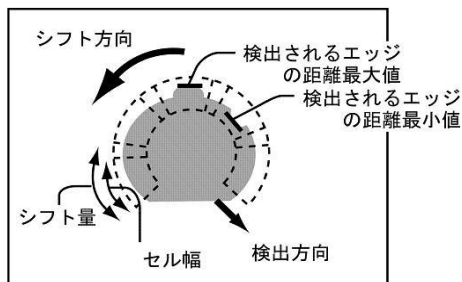 シフト方向
検出されるエッジ
の距離最大値
検出されるエッジ
の距離最小値
シフト量
セル幅
検出方向